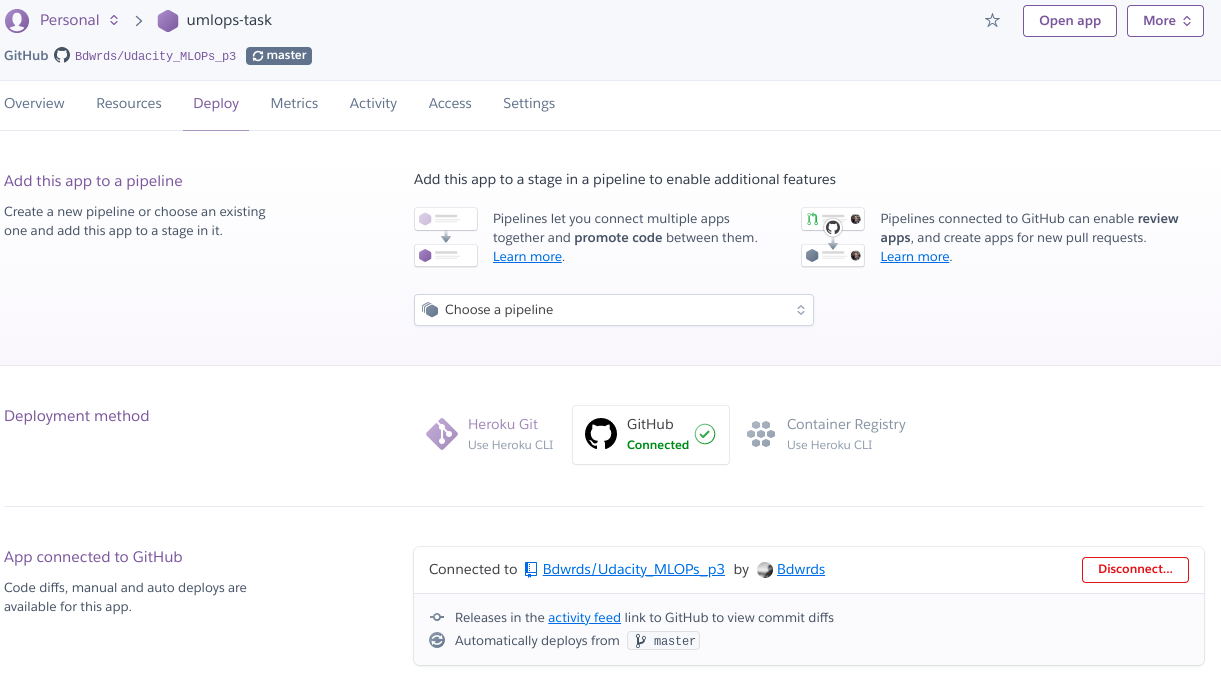 Personal umlops-task Open app More
GitHub Bdwrds/Udacity_MLOPs_p3 master
Overview Resources Deploy Metrics Activity Access Settings
Add this app to a pipeline
Create a new pipeline or choose an existing
one and add this app to a stage in it.
Add this app to a stage in a pipeline to enable additional features
Pipelines let you connect multiple apps
together and promote code between them.
Learn more.
Pipelines connected to GitHub can enable review
apps, and create apps for new pull requests.
Learn more.
Choose a pipeline
Deployment method
Heroku Git
Use Heroku CLI
GitHub
Connected
Container Registry
Use Heroku CLI
App connected to GitHub
Code diffs, manual and auto deploys are
available for this app.
Connected to Bdwrds/Udacity_MLOPs_p3 by Bdwrds Disconnect...
Releases in the activity feed link to GitHub to view commit diffs
Automatically deploys from master